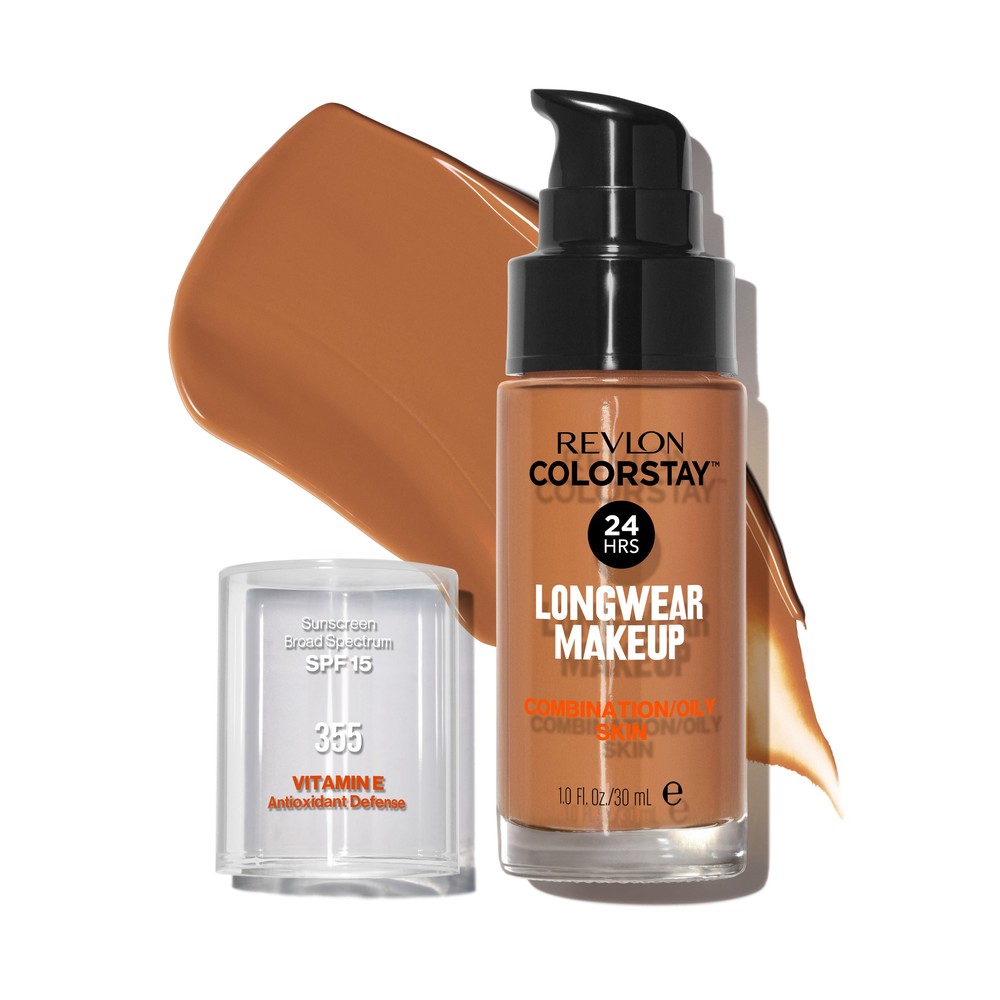 REVLON
COLORSTAY™
24
HRS
LONGWEAR
MAKEUP
COMBINATION/OILY
SKIN
1.0 Fl. Oz./30 mL ℮
Sunscreen
Broad Spectrum
SPF 15
355
VITAMIN E
Antioxidant Defense